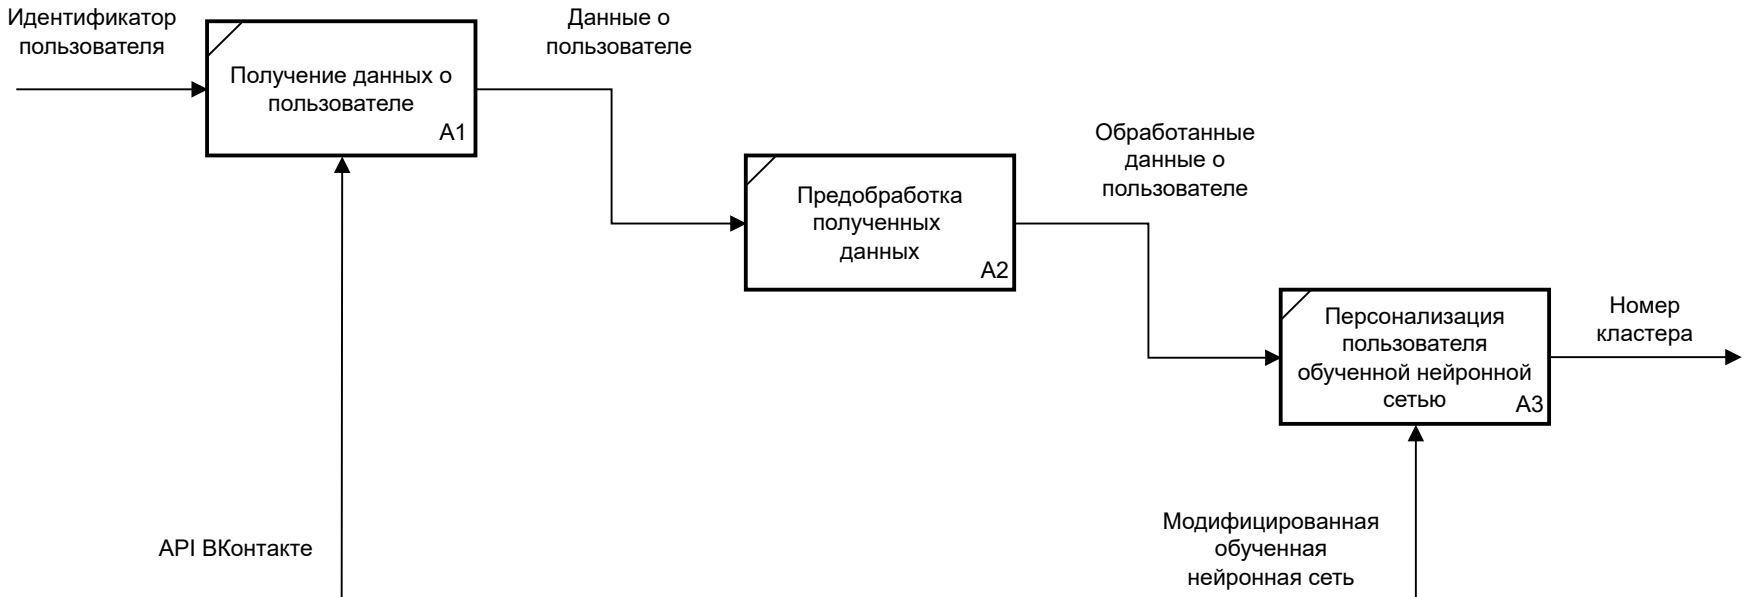 Идентификатор
пользователя
Данные о
пользователе
Получение данных о
пользователе
A1
Обработанные
данные о
пользователе
Предобработка
полученных
данных
A2
Персонализация
пользователя
обученной нейронной
сетью
A3
Номер
кластера
API ВКонтакте
Модифицированная
обученная
нейронная сеть